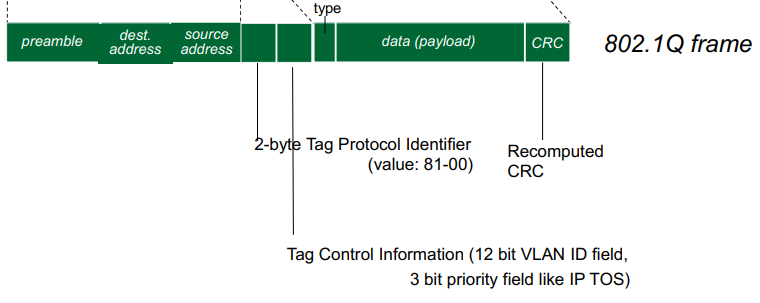 type
preamble
dest.
address
source
address
data (payload)
CRC
802.1Q frame
2-byte Tag Protocol Identifier
(value: 81-00)
Recomputed
CRC
Tag Control Information (12 bit VLAN ID field,
3 bit priority field like IP TOS)